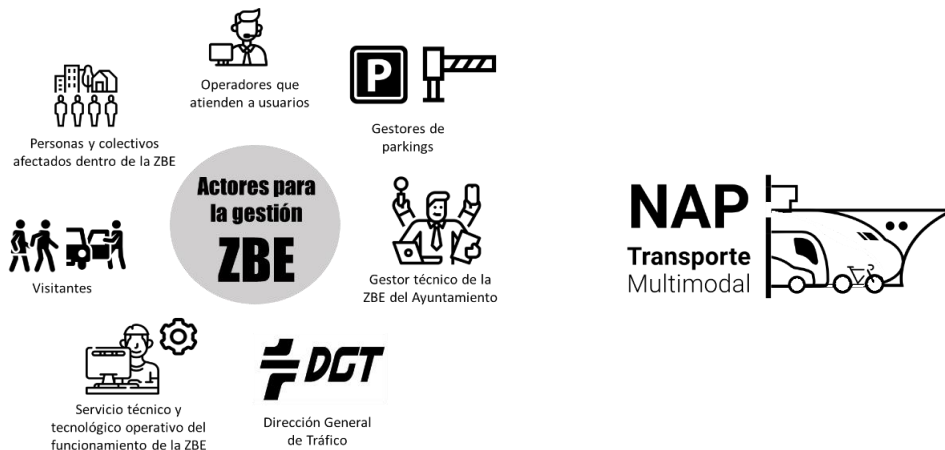 Operadores que
atienden a usuarios
P
Gestores de
parkings
Personas y colectivos
afectados dentro de la ZBE
Actores para
la gestión
ZBE
Gestor técnico de la
ZBE del Ayuntamiento
Visitantes
Servicio técnico y
tecnológico operativo del
funcionamiento de la ZBE
DGT
Dirección General
de Tráfico
NAP
Transporte
Multimodal